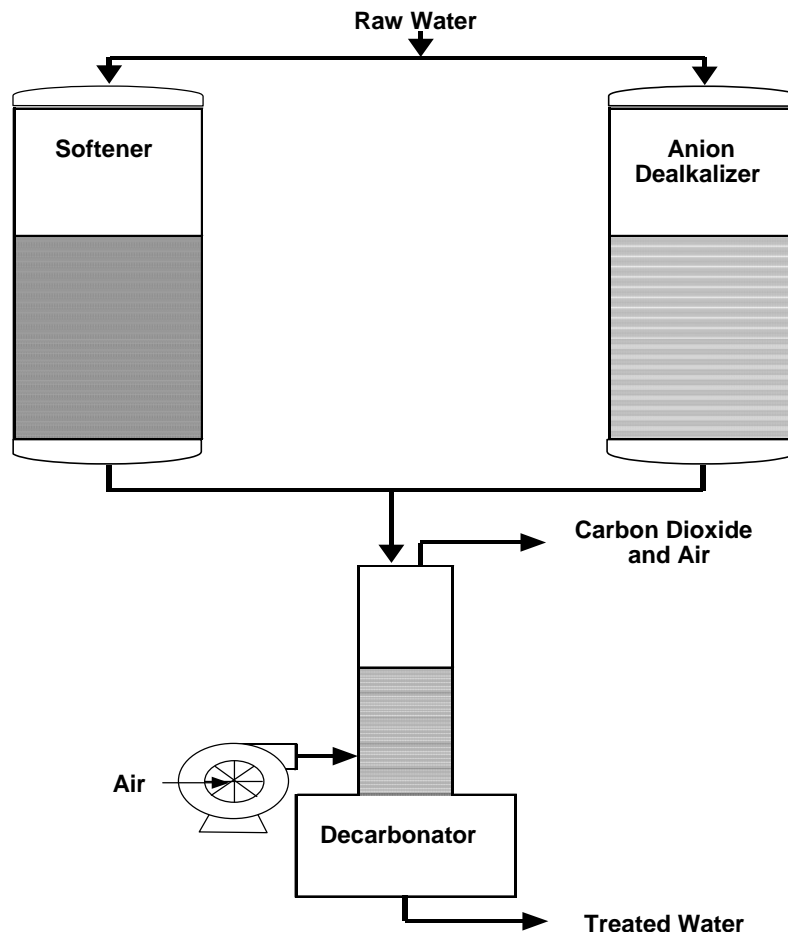 Raw Water
Softener
Anion
Dealkalizer
Carbon Dioxide
and Air
Air
Decarbonator
Treated Water